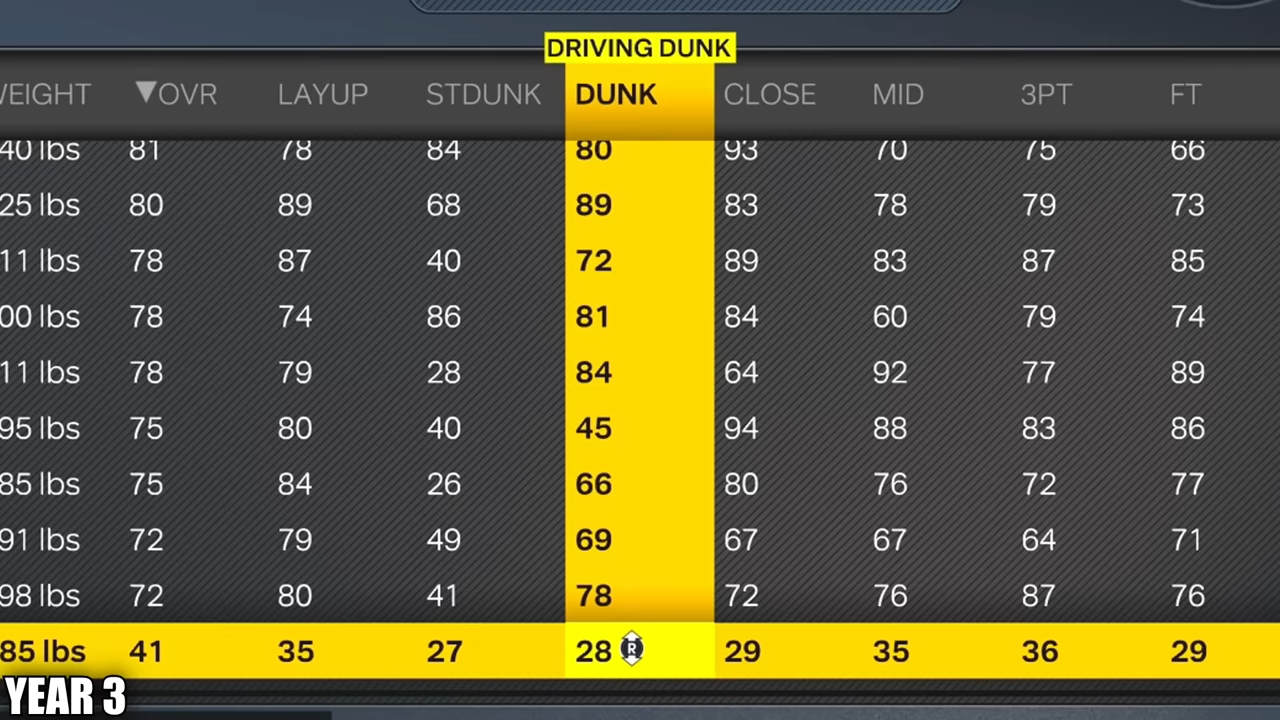 DRIVING DUNK
WEIGHT ▼OVR LAYUP STDUNK DUNK CLOSE MID 3PT FT
40 lbs 81 78 84 80 93 70 75 66
25 lbs 80 89 68 89 83 78 79 73
11 lbs 78 87 40 72 89 83 87 85
00 lbs 78 74 86 81 84 60 79 74
11 lbs 78 79 28 84 64 92 77 89
95 lbs 75 80 40 45 94 88 83 86
85 lbs 75 84 26 66 80 76 72 77
91 lbs 72 79 49 69 67 67 64 71
98 lbs 72 80 41 78 72 76 87 76
85 lbs 41 35 27 28 R 29 35 36 29
YEAR 3